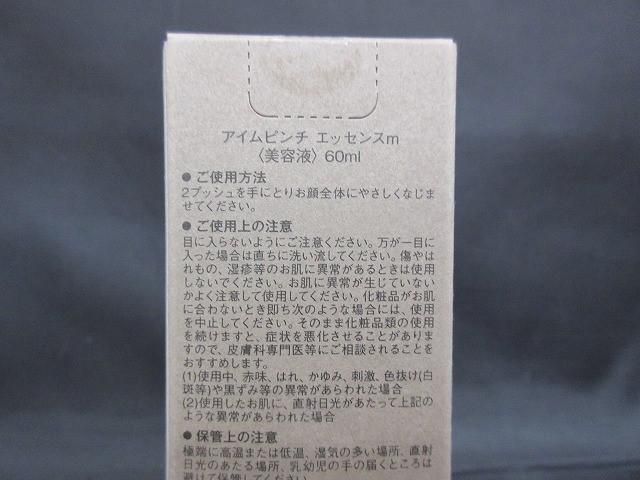 アイムピンチ エッセンスm
〈美容液〉60ml
● ご使用方法
2プッシュを手にとりお顔全体にやさしくなじま
せてください。
● ご使用上の注意
目に入らないようにご注意ください。万が一目に
入った場合は直ちに洗い流してください。傷やは
れもの、湿疹等のお肌に異常があるときは使用
しないでください。お肌に異常が生じていない
かよく注意して使用してください。化粧品がお肌
に合わないとき即ち次のような場合には、使用
を中止してください。そのまま化粧品類の使用
を続けますと、症状を悪化させることがありま
すので、皮膚科専門医等にご相談されることを
おすすめします。
(1)使用中、赤味、はれ、かゆみ、刺激、色抜け(白
斑等)や黒ずみ等の異常があらわれた場合
(2)使用したお肌に、直射日光があたって上記の
ような異常があらわれた場合
● 保管上の注意
極端に高温または低温、湿気の多い場所、直射
日光のあたる場所、乳幼児の手の届くところは
避けて保管してください